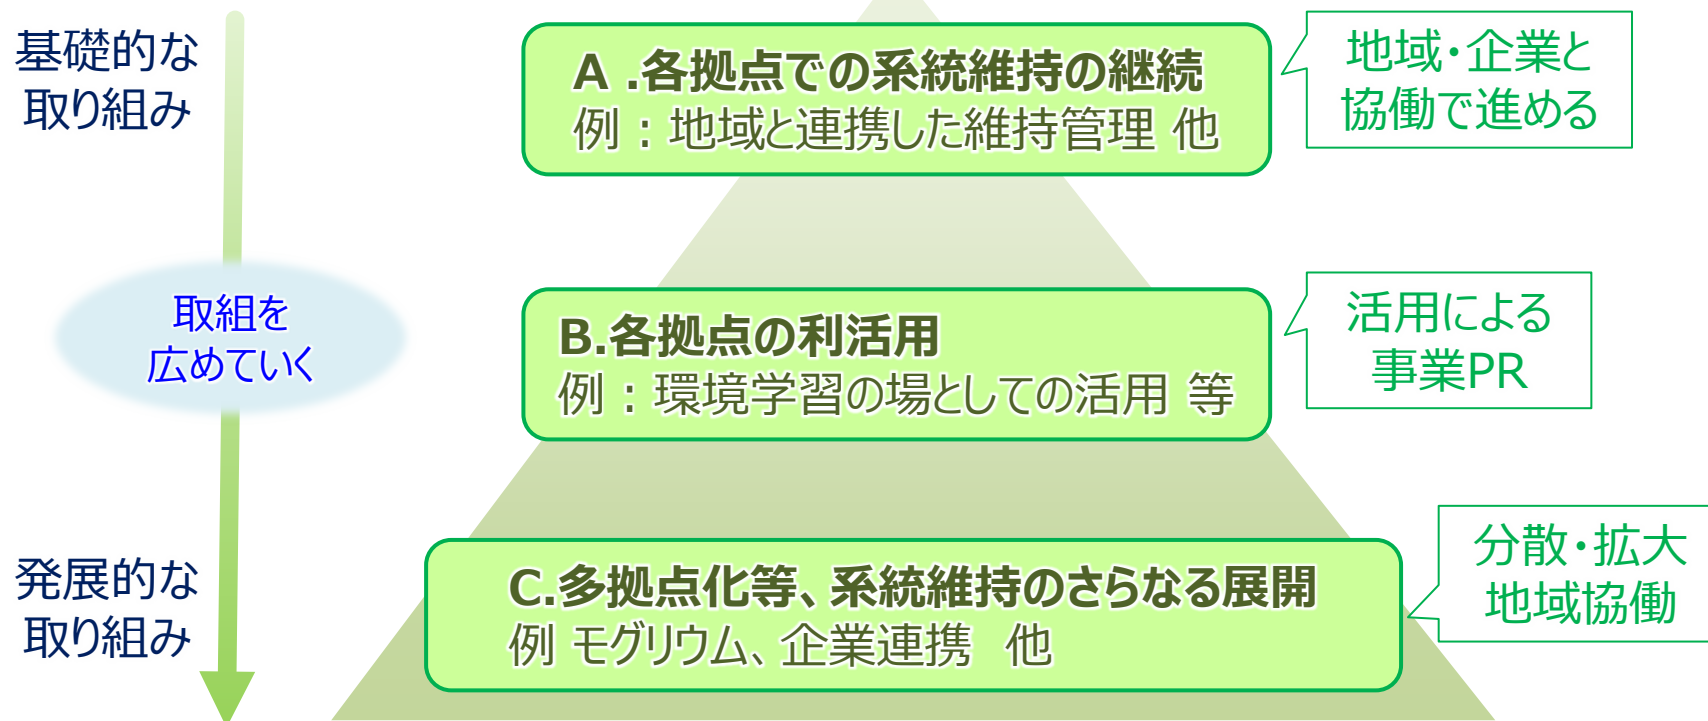 基礎的な
取り組み
A .各拠点での系統維持の継続
例：地域と連携した維持管理 他
地域・企業と
協働で進める
取組を
広めていく
B.各拠点の利活用
例：環境学習の場としての活用 等
活用による
事業PR
発展的な
取り組み
C.多拠点化等、系統維持のさらなる展開
例 モグリウム、企業連携　他
分散・拡大
地域協働